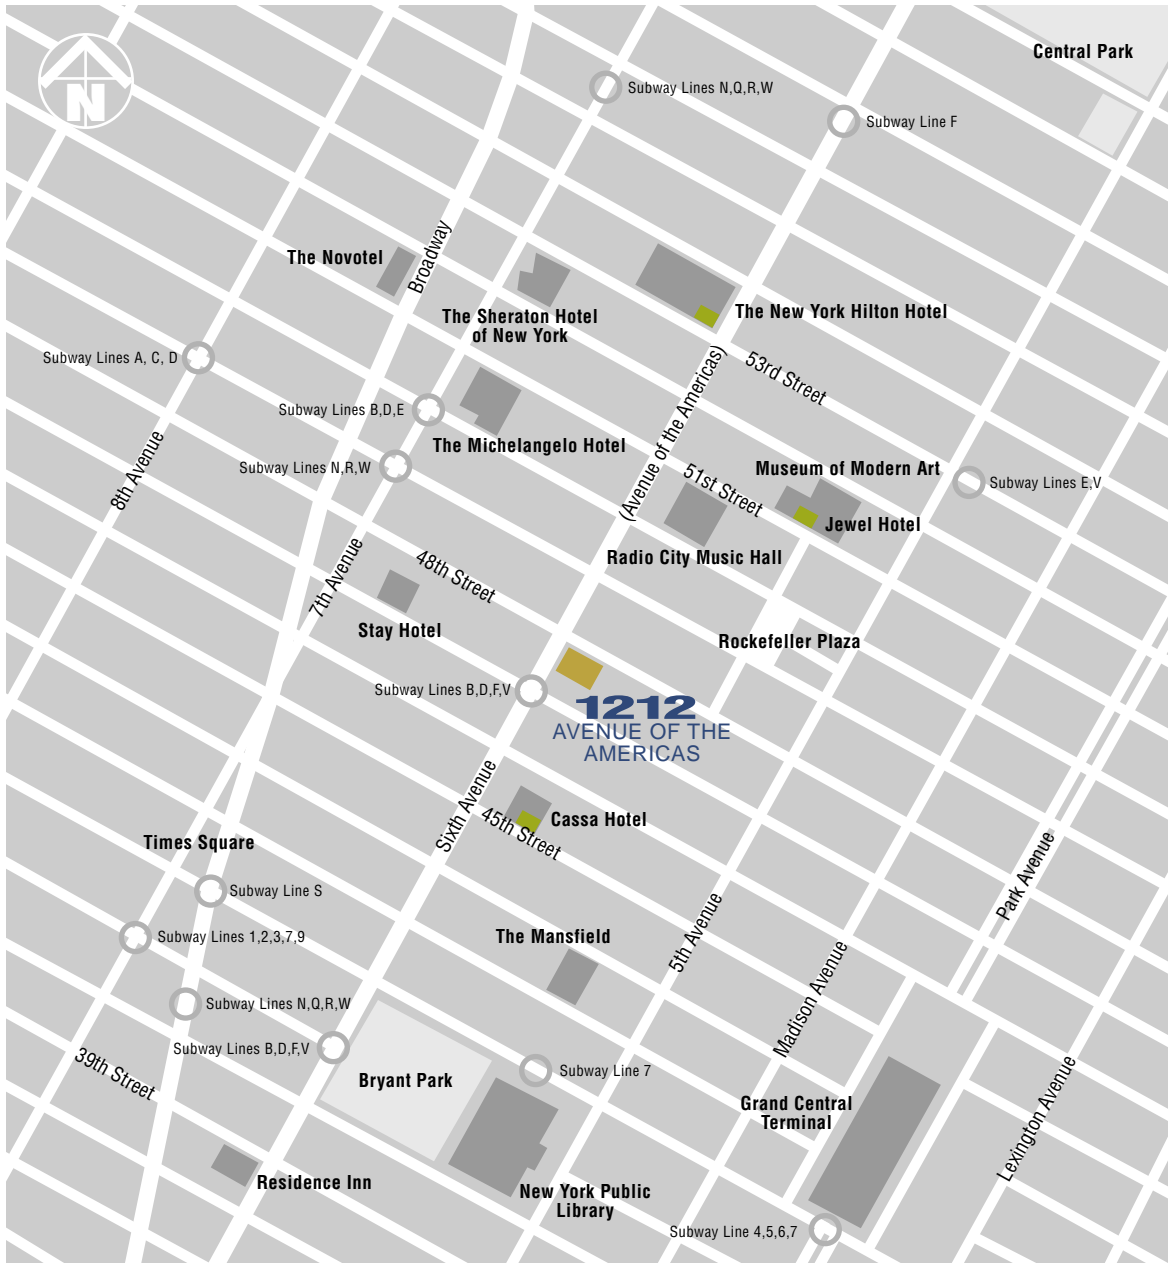 Central Park
N
Subway Lines N,Q,R,W
Subway Line F
Broadway
The Novotel
The Sheraton Hotel
of New York
The New York Hilton Hotel
Subway Lines A, C, D
53rd Street
(Avenue of the Americas)
Subway Lines B,D,E
The Michelangelo Hotel
8th Avenue
Subway Lines N,R,W
51st Street
Museum of Modern Art
Subway Lines E,V
Jewel Hotel
Radio City Music Hall
7th Avenue
48th Street
Stay Hotel
Rockefeller Plaza
Subway Lines B,D,F,V
1212
AVENUE OF THE
AMERICAS
Sixth Avenue
Cassa Hotel
45th Street
Times Square
Park Avenue
Subway Line S
Subway Lines 1,2,3,7,9
The Mansfield
5th Avenue
Madison Avenue
Subway Lines N,Q,R,W
Subway Lines B,D,F,V
39th Street
Bryant Park
Subway Line 7
Grand Central
Terminal
Lexington Avenue
Residence Inn
New York Public
Library
Subway Line 4,5,6,7